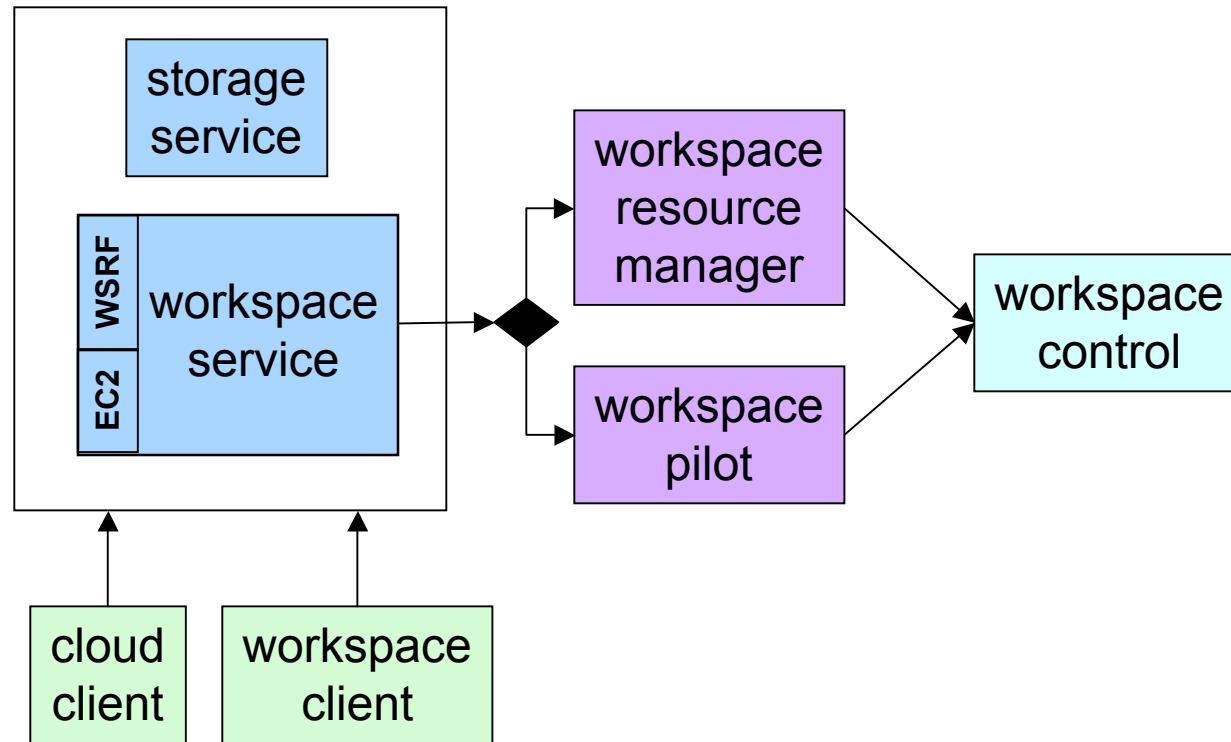 storage
service
WSRF
EC2
workspace
service
workspace
resource
manager
workspace
pilot
workspace
control
cloud
client
workspace
client